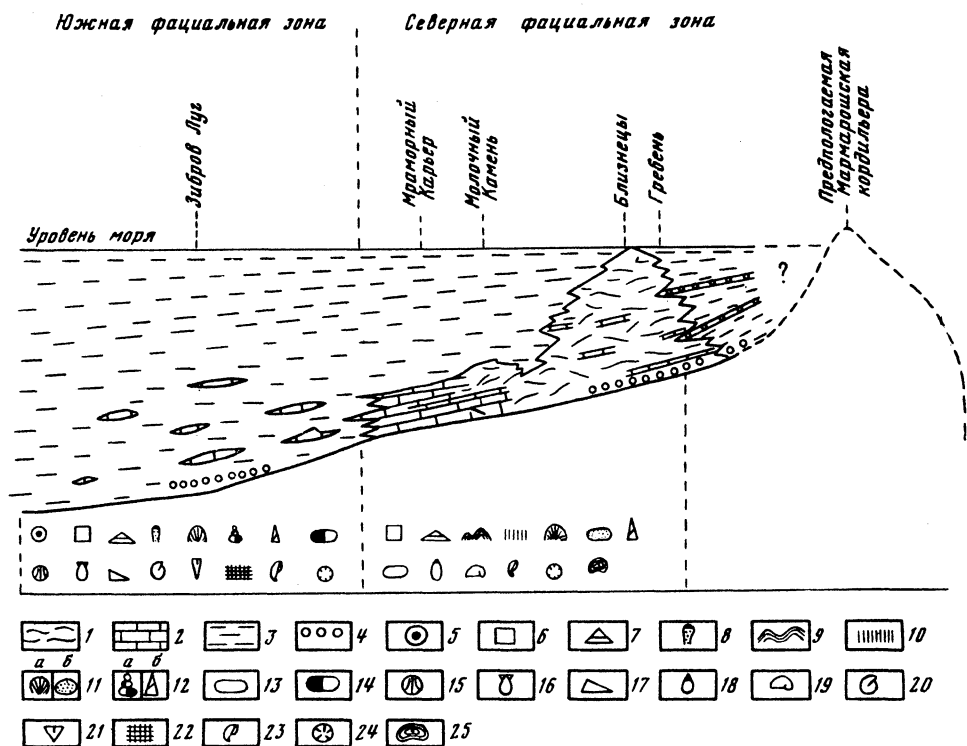 Южная фациальная зона
Северная фациальная зона
Зибров Луг
Мраморный
Карьер
Молочный
Камень
Близнецы
Гребень
Предпологаемая
Мармарошская
кордильера
Уровень моря
?
1 2 3 4 5 6 7 8 9 10
а б а б
11 12 13 14 15 16 17 18 19 20
21 22 23 24 25